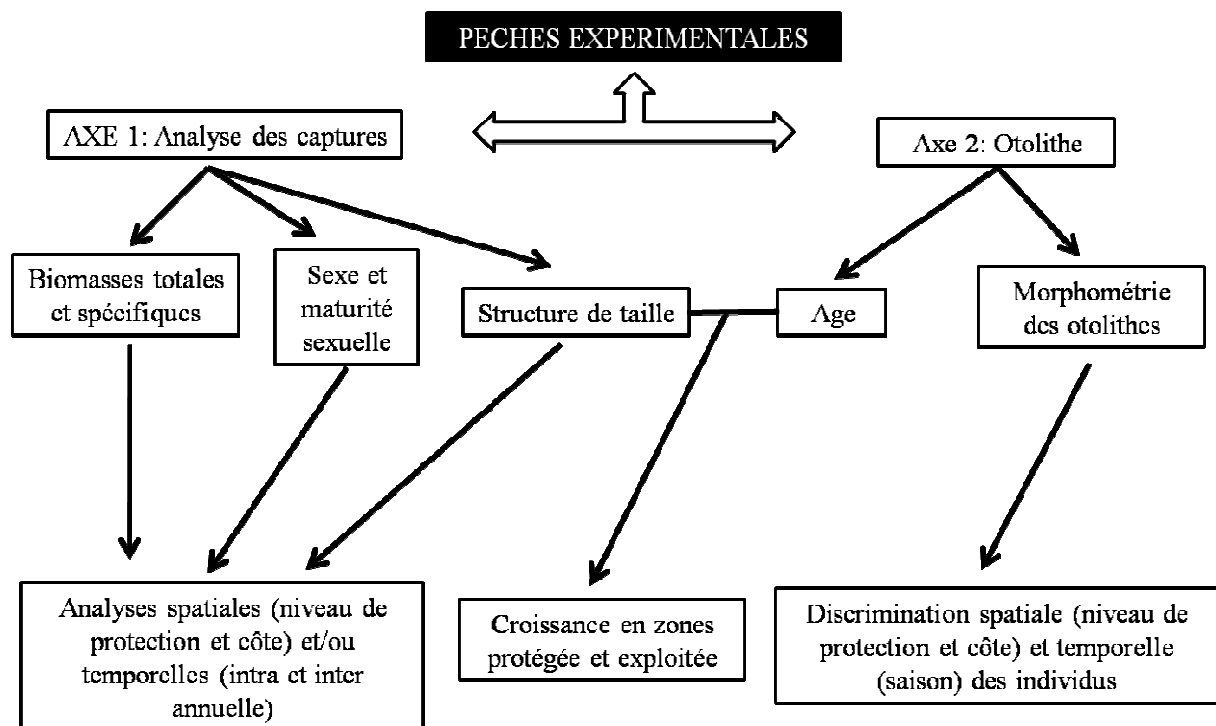 PECHES EXPERIMENTALES
AXE 1: Analyse des captures
Axe 2: Otolithe
Biomasses totales
et spécifiques
Sexe et
maturité
sexuelle
Structure de taille
Age
Morphométrie
des otolithes
Analyses spatiales (niveau de
protection et côte) et/ou
temporelles (intra et inter
annuelle)
Croissance en zones
protégée et exploitée
Discrimination spatiale (niveau de
protection et côte) et temporelle
(saison) des individus